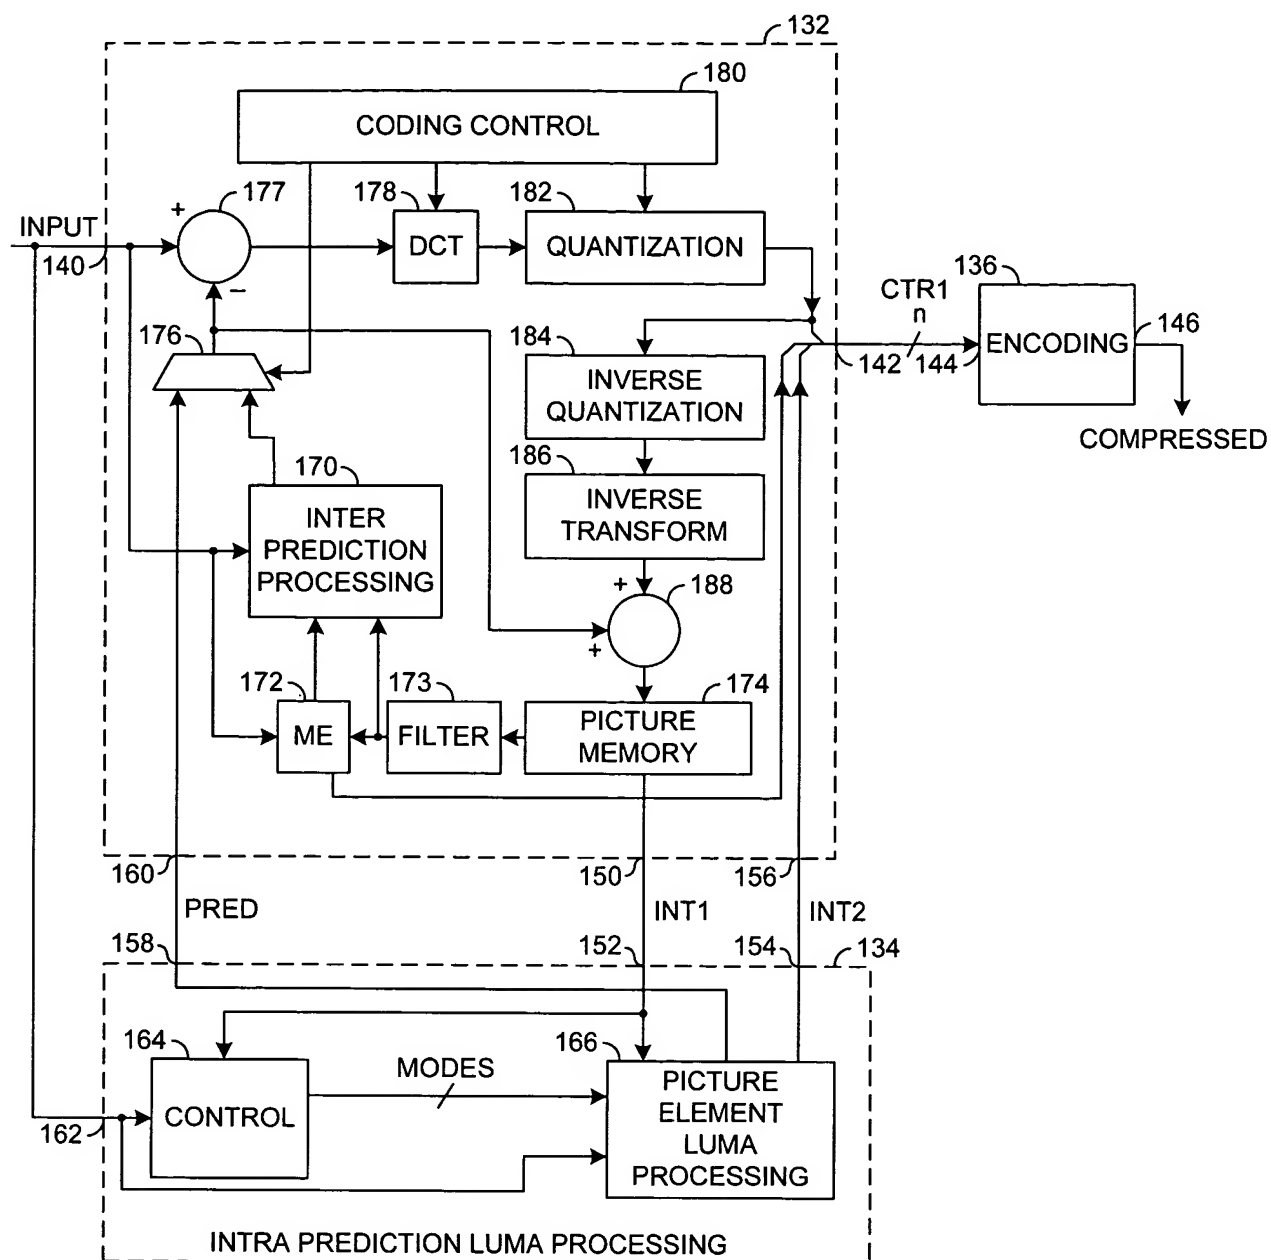 132
180
CODING CONTROL
177
178
182
INPUT
+
DCT
QUANTIZATION
140
−
136
CTR1
n
176
184
ENCODING
146
142
144
INVERSE
QUANTIZATION
COMPRESSED
170
186
INTER
PREDICTION
PROCESSING
INVERSE
TRANSFORM
+
188
+
172
173
174
ME
FILTER
PICTURE
MEMORY
160
150
156
PRED
INT1
INT2
158
152
154
134
164
166
MODES
CONTROL
PICTURE
ELEMENT
LUMA
PROCESSING
162
INTRA PREDICTION LUMA PROCESSING